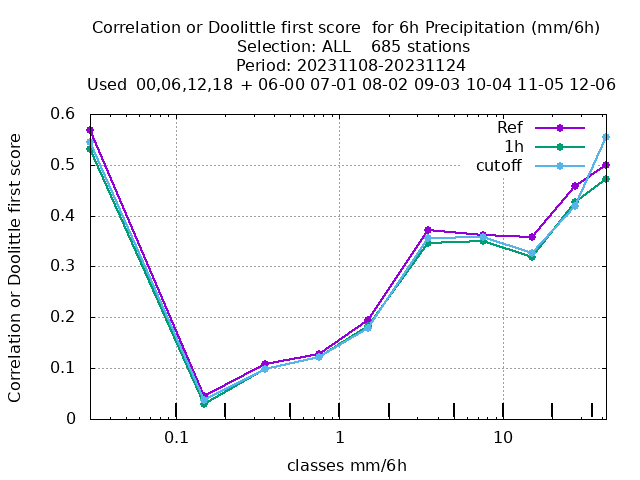 Correlation or Doolittle first score  for 6h Precipitation (mm/6h)
Selection: ALL    685 stations
Period: 20231108-20231124
Used  00,06,12,18  + 06-00 07-01 08-02 09-03 10-04 11-05 12-06
Ref
1h
cutoff
Correlation or Doolittle first score
0.6
0.5
0.4
0.3
0.2
0.1
0
0.1
1
10
classes mm/6h